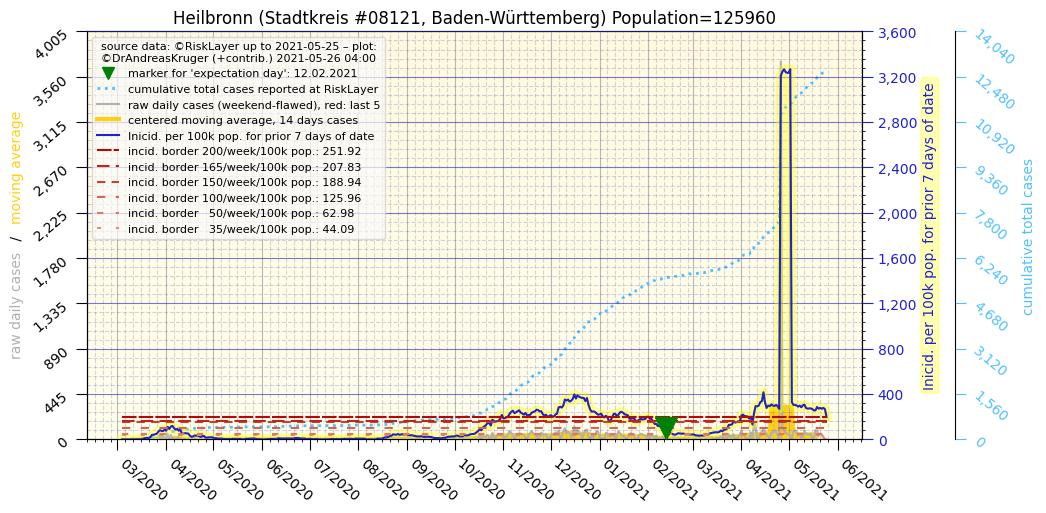 Heilbronn (Stadtkreis #08121, Baden-Württemberg) Population=125960
source data: ©RiskLayer up to 2021-05-25 – plot:
©DrAndreasKruger (+contrib.) 2021-05-26 04:00
marker for 'expectation day': 12.02.2021
cumulative total cases reported at RiskLayer
raw daily cases (weekend-flawed), red: last 5
centered moving average, 14 days cases
Inicid. per 100k pop. for prior 7 days of date
incid. border 200/week/100k pop.: 251.92
incid. border 165/week/100k pop.: 207.83
incid. border 150/week/100k pop.: 188.94
incid. border 100/week/100k pop.: 125.96
incid. border   50/week/100k pop.: 62.98
incid. border   35/week/100k pop.: 44.09
raw daily cases / moving average
4,005
3,560
3,115
2,670
2,225
1,780
1,335
890
445
0
03/2020
04/2020
05/2020
06/2020
07/2020
08/2020
09/2020
10/2020
11/2020
12/2020
01/2021
02/2021
03/2021
04/2021
05/2021
06/2021
3,600
3,200
2,800
2,400
2,000
1,600
1,200
800
400
0
Inicid. per 100k pop. for prior 7 days of date
14,040
12,480
10,920
9,360
7,800
6,240
4,680
3,120
1,560
0
cumulative total cases